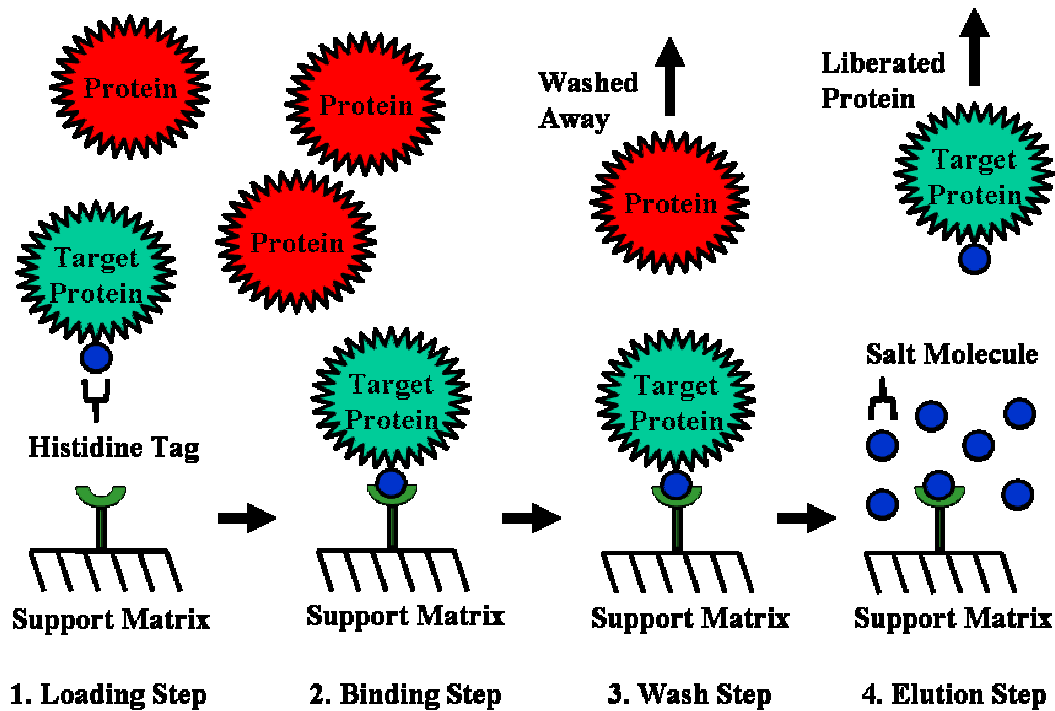 Protein
Target
Protein
Histidine Tag
Support Matrix
1. Loading Step
Protein
Protein
Target
Protein
Support Matrix
2. Binding Step
Washed
Away
Protein
Target
Protein
Support Matrix
3. Wash Step
Liberated
Protein
Target
Protein
Salt Molecule
Support Matrix
4. Elution Step